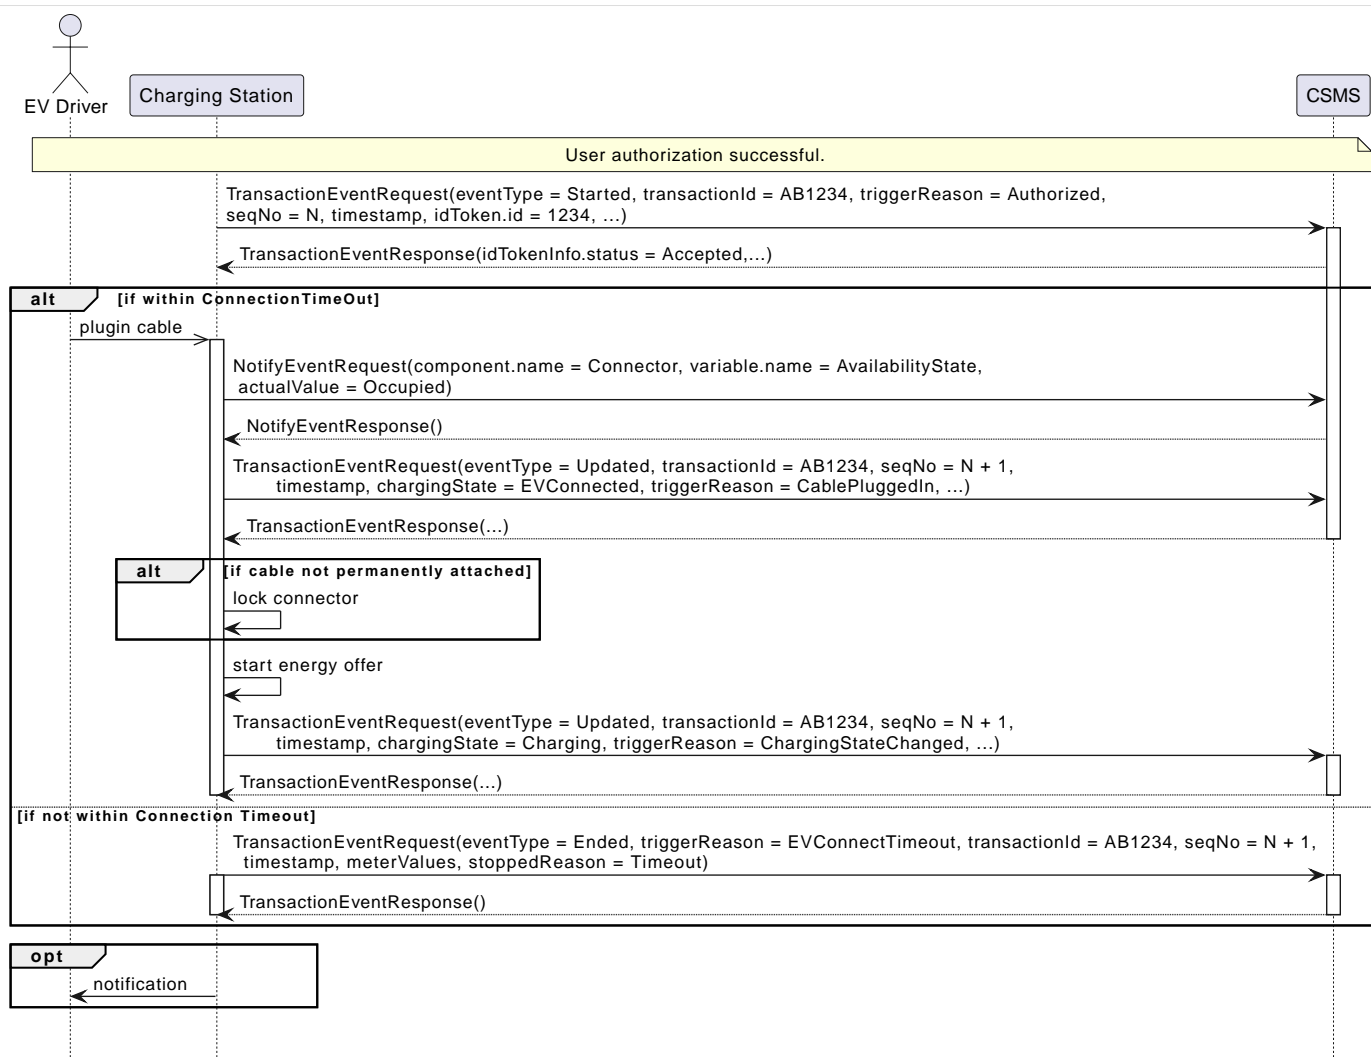 EV Driver
Charging Station
CSMS
User authorization successful.
TransactionEventRequest(eventType = Started, transactionId = AB1234, triggerReason = Authorized,
seqNo = N, timestamp, idToken.id = 1234, ...)
TransactionEventResponse(idTokenInfo.status = Accepted,...)
alt
[if within ConnectionTimeOut]
plugin cable
NotifyEventRequest(component.name = Connector, variable.name = AvailabilityState,
actualValue = Occupied)
NotifyEventResponse()
TransactionEventRequest(eventType = Updated, transactionId = AB1234, seqNo = N + 1,
timestamp, chargingState = EVConnected, triggerReason = CablePluggedIn, ...)
TransactionEventResponse(...)
alt
[if cable not permanently attached]
lock connector
start energy offer
TransactionEventRequest(eventType = Updated, transactionId = AB1234, seqNo = N + 1,
timestamp, chargingState = Charging, triggerReason = ChargingStateChanged, ...)
TransactionEventResponse(...)
[if not within Connection Timeout]
TransactionEventRequest(eventType = Ended, triggerReason = EVConnectTimeout, transactionId = AB1234, seqNo = N + 1,
timestamp, meterValues, stoppedReason = Timeout)
TransactionEventResponse()
opt
notification